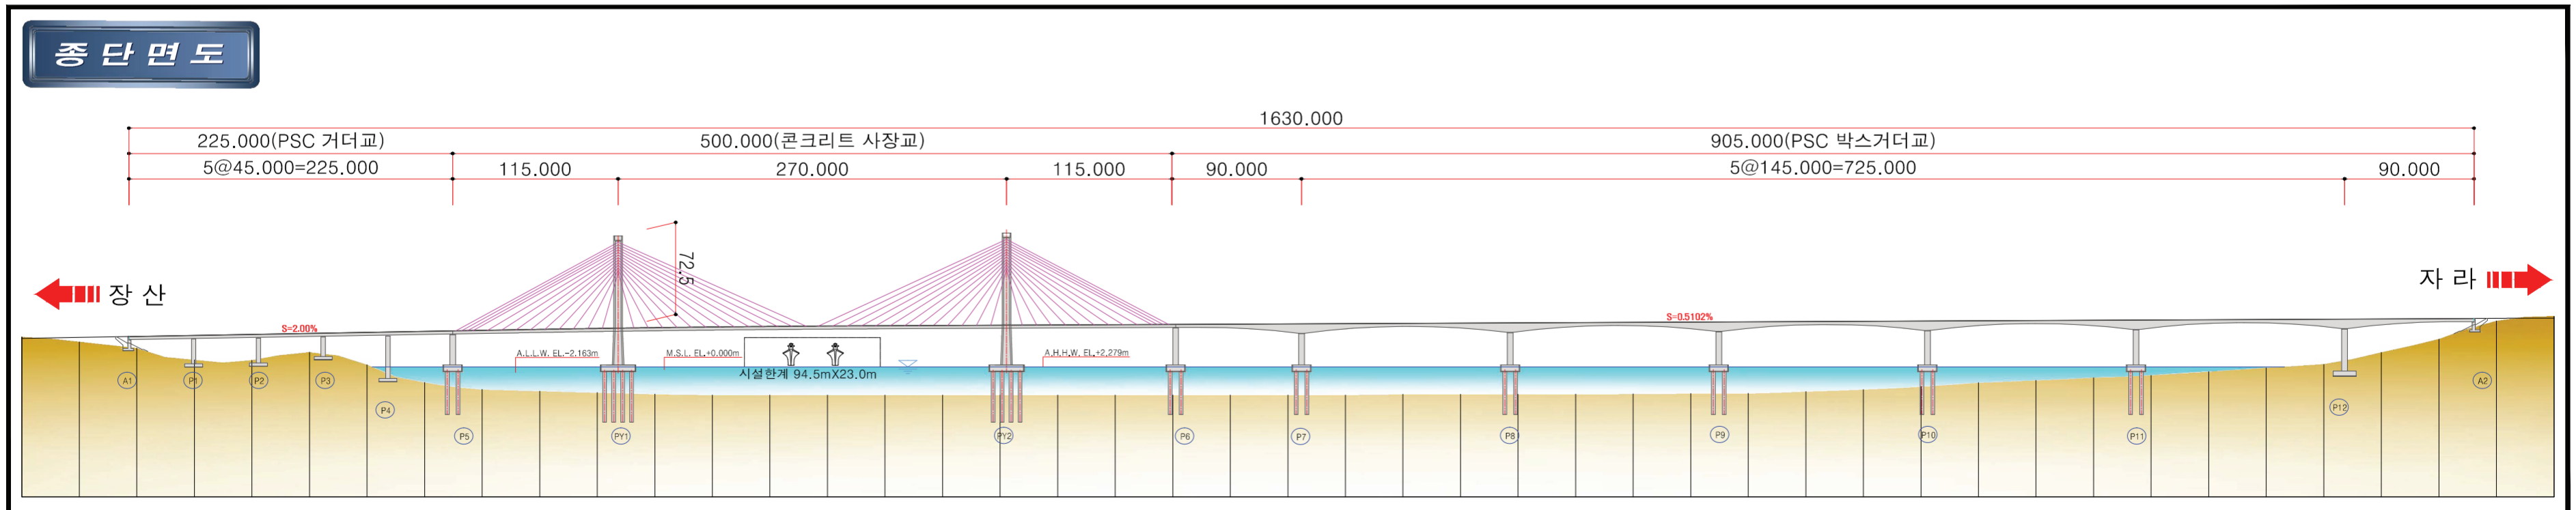 종단면도
1630.000
225.000(PSC 거더교) 500.000(콘크리트 사장교) 905.000(PSC 박스거더교)
5@45.000=225.000 115.000 270.000 115.000 90.000 5@145.000=725.000 90.000
72.5
장 산
자 라
S=2.00%
S=0.5102%
A.L.L.W. EL.-2.163m M.S.L. EL.+0.000m A.H.H.W. EL.+2.279m
시설한계 94.5mX23.0m
A1 P1 P2 P3 A2
P4 P12
P5 PY1 PY2 P6 P7 P8 P9 P10 P11